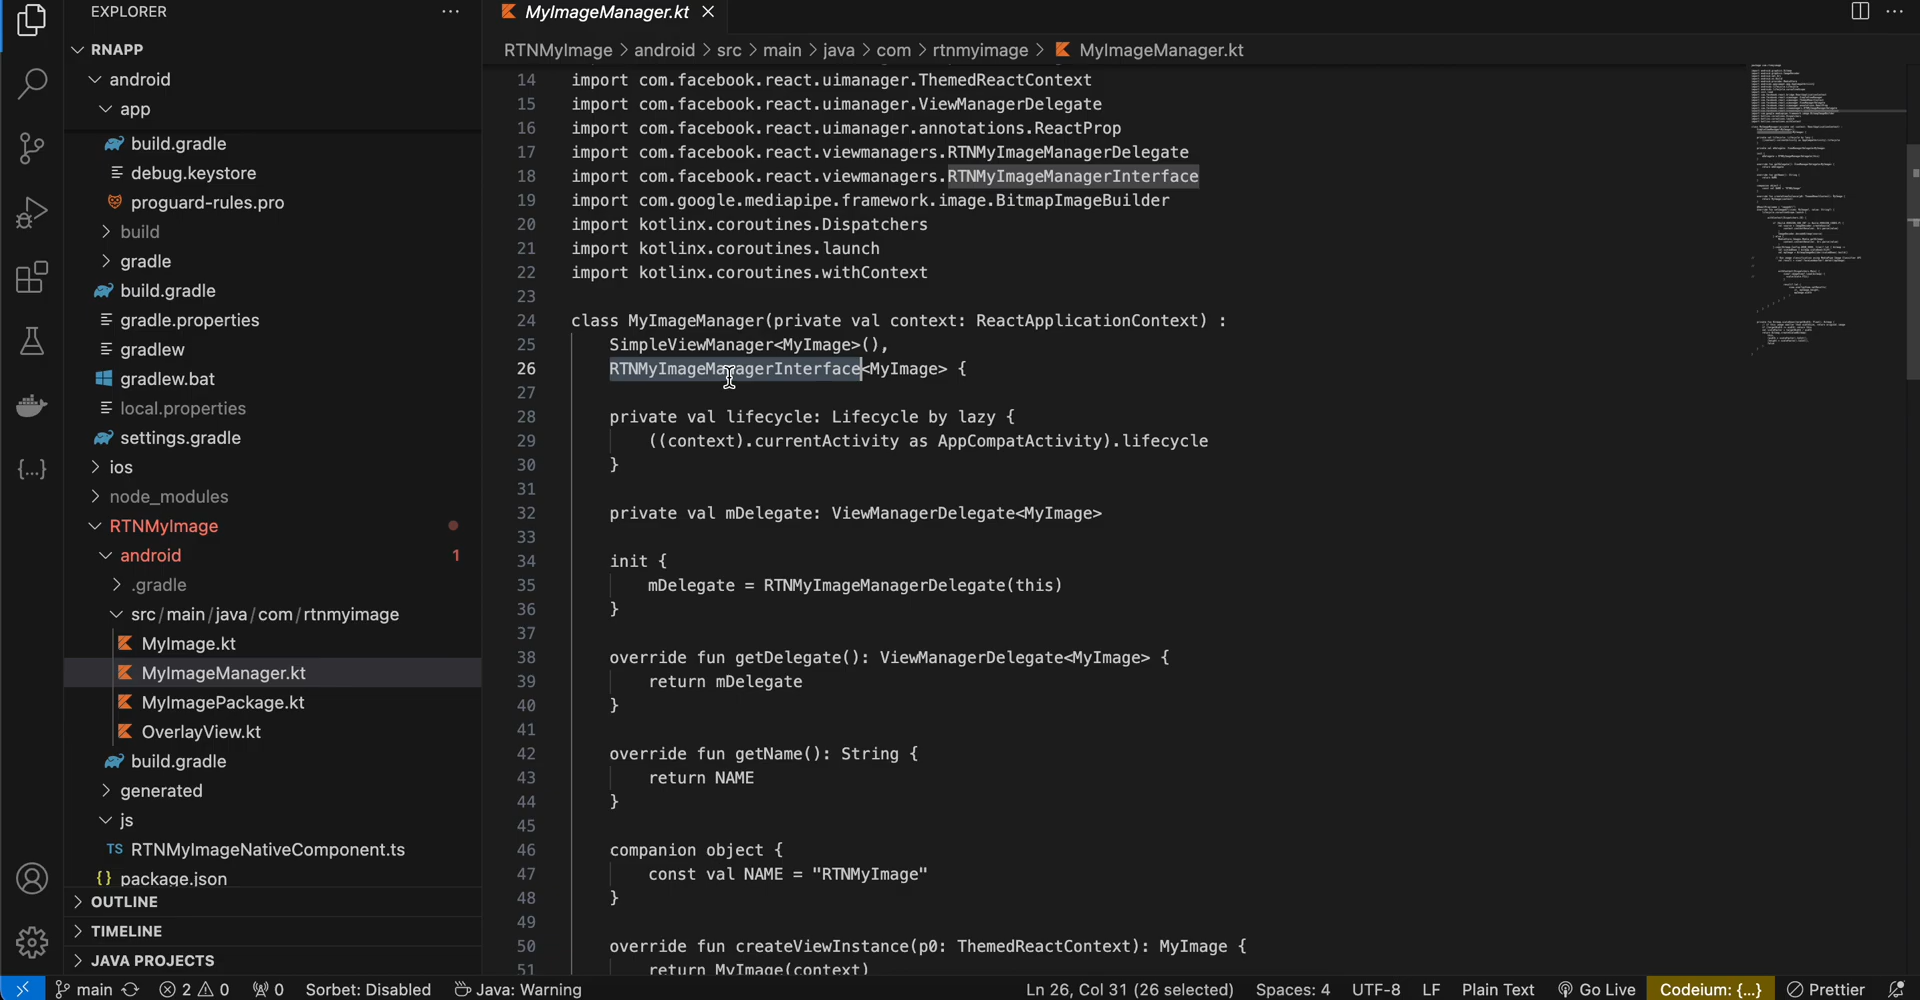 EXPLORER
RNAPP
android
app
build.gradle
debug.keystore
proguard-rules.pro
build
gradle
build.gradle
gradle.properties
gradlew
gradlew.bat
local.properties
settings.gradle
ios
node_modules
RTNMyImage
android 1
.gradle
src/main/java/com/rtnmyimage
MyImage.kt
MyImageManager.kt
MyImagePackage.kt
OverlayView.kt
build.gradle
generated
js
TS RTNMyImageNativeComponent.ts
{} package.json
OUTLINE
TIMELINE
JAVA PROJECTS
MyImageManager.kt
RTNMyImage > android > src > main > java > com > rtnmyimage > MyImageManager.kt
14 import com.facebook.react.uimanager.ThemedReactContext
15 import com.facebook.react.uimanager.ViewManagerDelegate
16 import com.facebook.react.uimanager.annotations.ReactProp
17 import com.facebook.react.viewmanagers.RTNMyImageManagerDelegate
18 import com.facebook.react.viewmanagers.RTNMyImageManagerInterface
19 import com.google.mediapipe.framework.image.BitmapImageBuilder
20 import kotlinx.coroutines.Dispatchers
21 import kotlinx.coroutines.launch
22 import kotlinx.coroutines.withContext
23
24 class MyImageManager(private val context: ReactApplicationContext) :
25 SimpleViewManager<MyImage>(),
26 RTNMyImageManagerInterface<MyImage> {
27
28 private val lifecycle: Lifecycle by lazy {
29 ((context).currentActivity as AppCompatActivity).lifecycle
30 }
31
32 private val mDelegate: ViewManagerDelegate<MyImage>
33
34 init {
35 mDelegate = RTNMyImageManagerDelegate(this)
36 }
37
38 override fun getDelegate(): ViewManagerDelegate<MyImage> {
39 return mDelegate
40 }
41
42 override fun getName(): String {
43 return NAME
44 }
45
46 companion object {
47 const val NAME = "RTNMyImage"
48 }
49
50 override fun createViewInstance(p0: ThemedReactContext): MyImage {
51 return MyImage(context)
main 2 0 0 Sorbet: Disabled Java: Warning Ln 26, Col 31 (26 selected) Spaces: 4 UTF-8 LF Plain Text Go Live Codeium: {...} Prettier